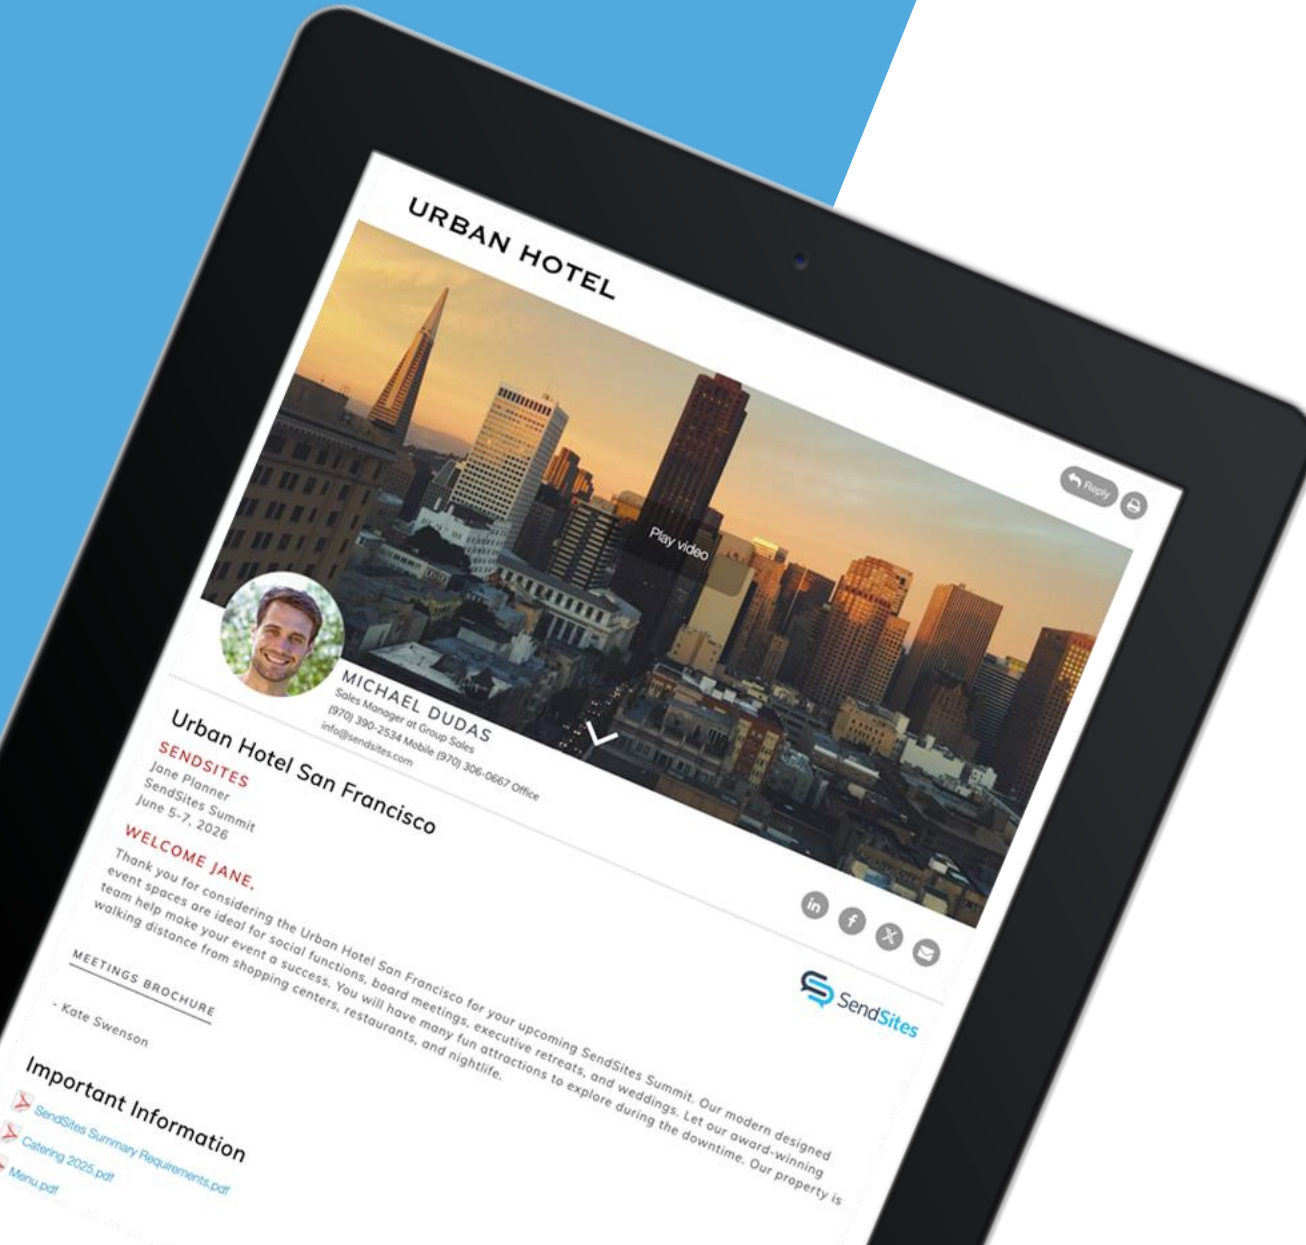 URBAN HOTEL
Reply
Play video
MICHAEL DUDAS
Sales Manager at Group Sales
(970) 390-2534 Mobile (970) 306-0667 Office
info@sendsites.com
Urban Hotel San Francisco
SENDSITES
Jane Planner
SendSites Summit
June 5-7, 2026
in f X
SendSites
WELCOME JANE,
Thank you for considering the Urban Hotel San Francisco for your upcoming SendSites Summit. Our modern designed
event spaces are ideal for social functions, board meetings, executive retreats, and weddings. Let our award-winning
team help make your event a success. You will have many fun attractions to explore during the downtime. Our property is
walking distance from shopping centers, restaurants, and nightlife.
MEETINGS BROCHURE
- Kate Swenson
Important Information
SendSites Summary Requirements.pdf
Catering 2025.pdf
Menu.pdf